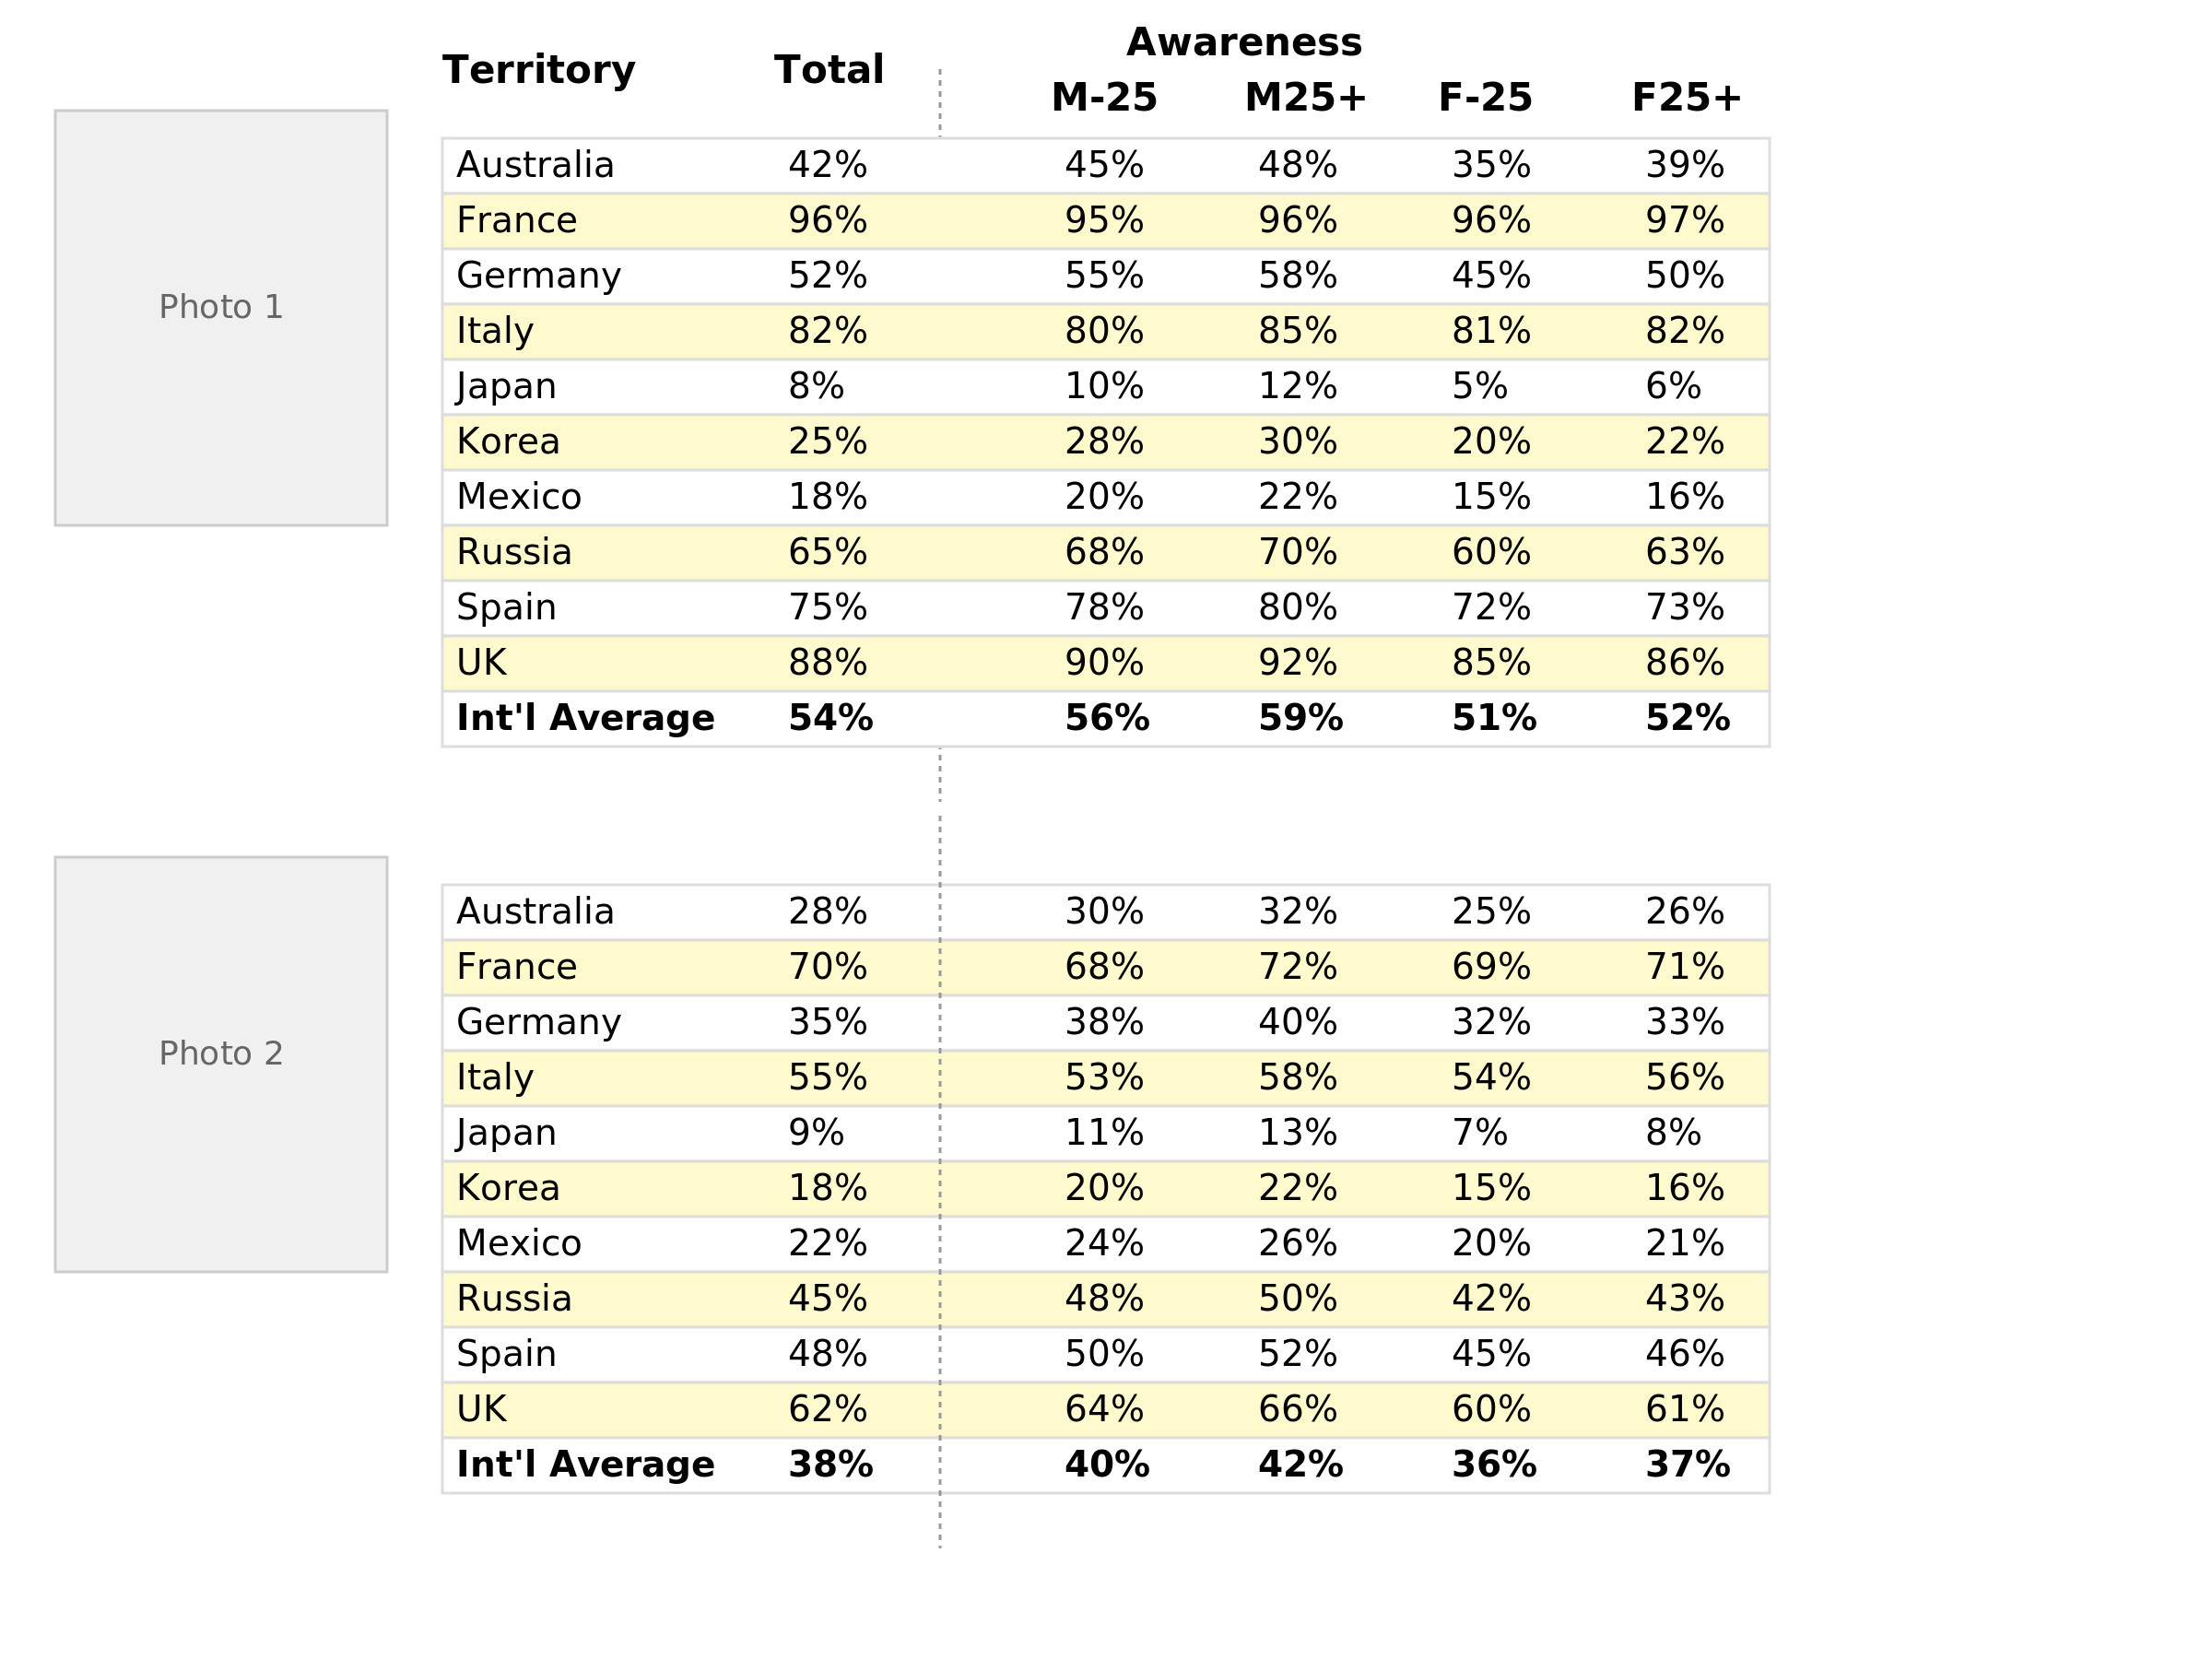 Awareness
Territory Total M-25 M25+ F-25 F25+
Photo 1
Australia 42% 45% 48% 35% 39%
France 96% 95% 96% 96% 97%
Germany 52% 55% 58% 45% 50%
Italy 82% 80% 85% 81% 82%
Japan 8% 10% 12% 5% 6%
Korea 25% 28% 30% 20% 22%
Mexico 18% 20% 22% 15% 16%
Russia 65% 68% 70% 60% 63%
Spain 75% 78% 80% 72% 73%
UK 88% 90% 92% 85% 86%
Int'l Average 54% 56% 59% 51% 52%
Photo 2
Australia 28% 30% 32% 25% 26%
France 70% 68% 72% 69% 71%
Germany 35% 38% 40% 32% 33%
Italy 55% 53% 58% 54% 56%
Japan 9% 11% 13% 7% 8%
Korea 18% 20% 22% 15% 16%
Mexico 22% 24% 26% 20% 21%
Russia 45% 48% 50% 42% 43%
Spain 48% 50% 52% 45% 46%
UK 62% 64% 66% 60% 61%
Int'l Average 38% 40% 42% 36% 37%